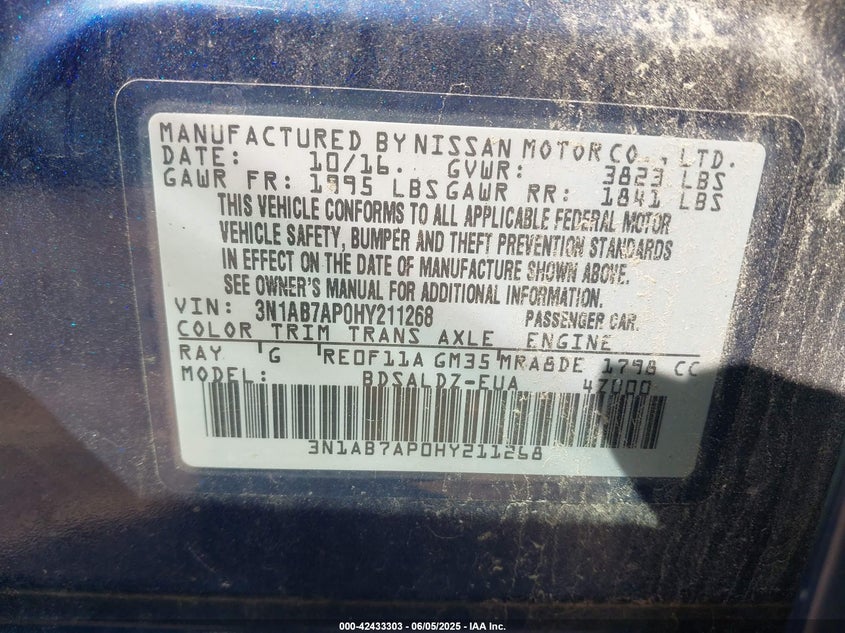 MANUFACTURED BY NISSAN MOTOR CO., LTD.
DATE: 10/16. GVWR: 3823 LBS
GAWR FR: 1995 LBS GAWR RR: 1841 LBS
THIS VEHICLE CONFORMS TO ALL APPLICABLE FEDERAL MOTOR
VEHICLE SAFETY, BUMPER AND THEFT PREVENTION STANDARDS
IN EFFECT ON THE DATE OF MANUFACTURE SHOWN ABOVE.
SEE OWNER'S MANUAL FOR ADDITIONAL INFORMATION.
VIN: 3N1AB7AP0HY211268 PASSENGER CAR.
COLOR TRIM TRANS AXLE ENGINE
RAY G RE0F11A GM35 MRA8DE 1798 CC
MODEL: BDSALDZ-EUA 4Z000
3N1AB7AP0HY211268
000-42433303 - 06/05/2025 - IAA Inc.